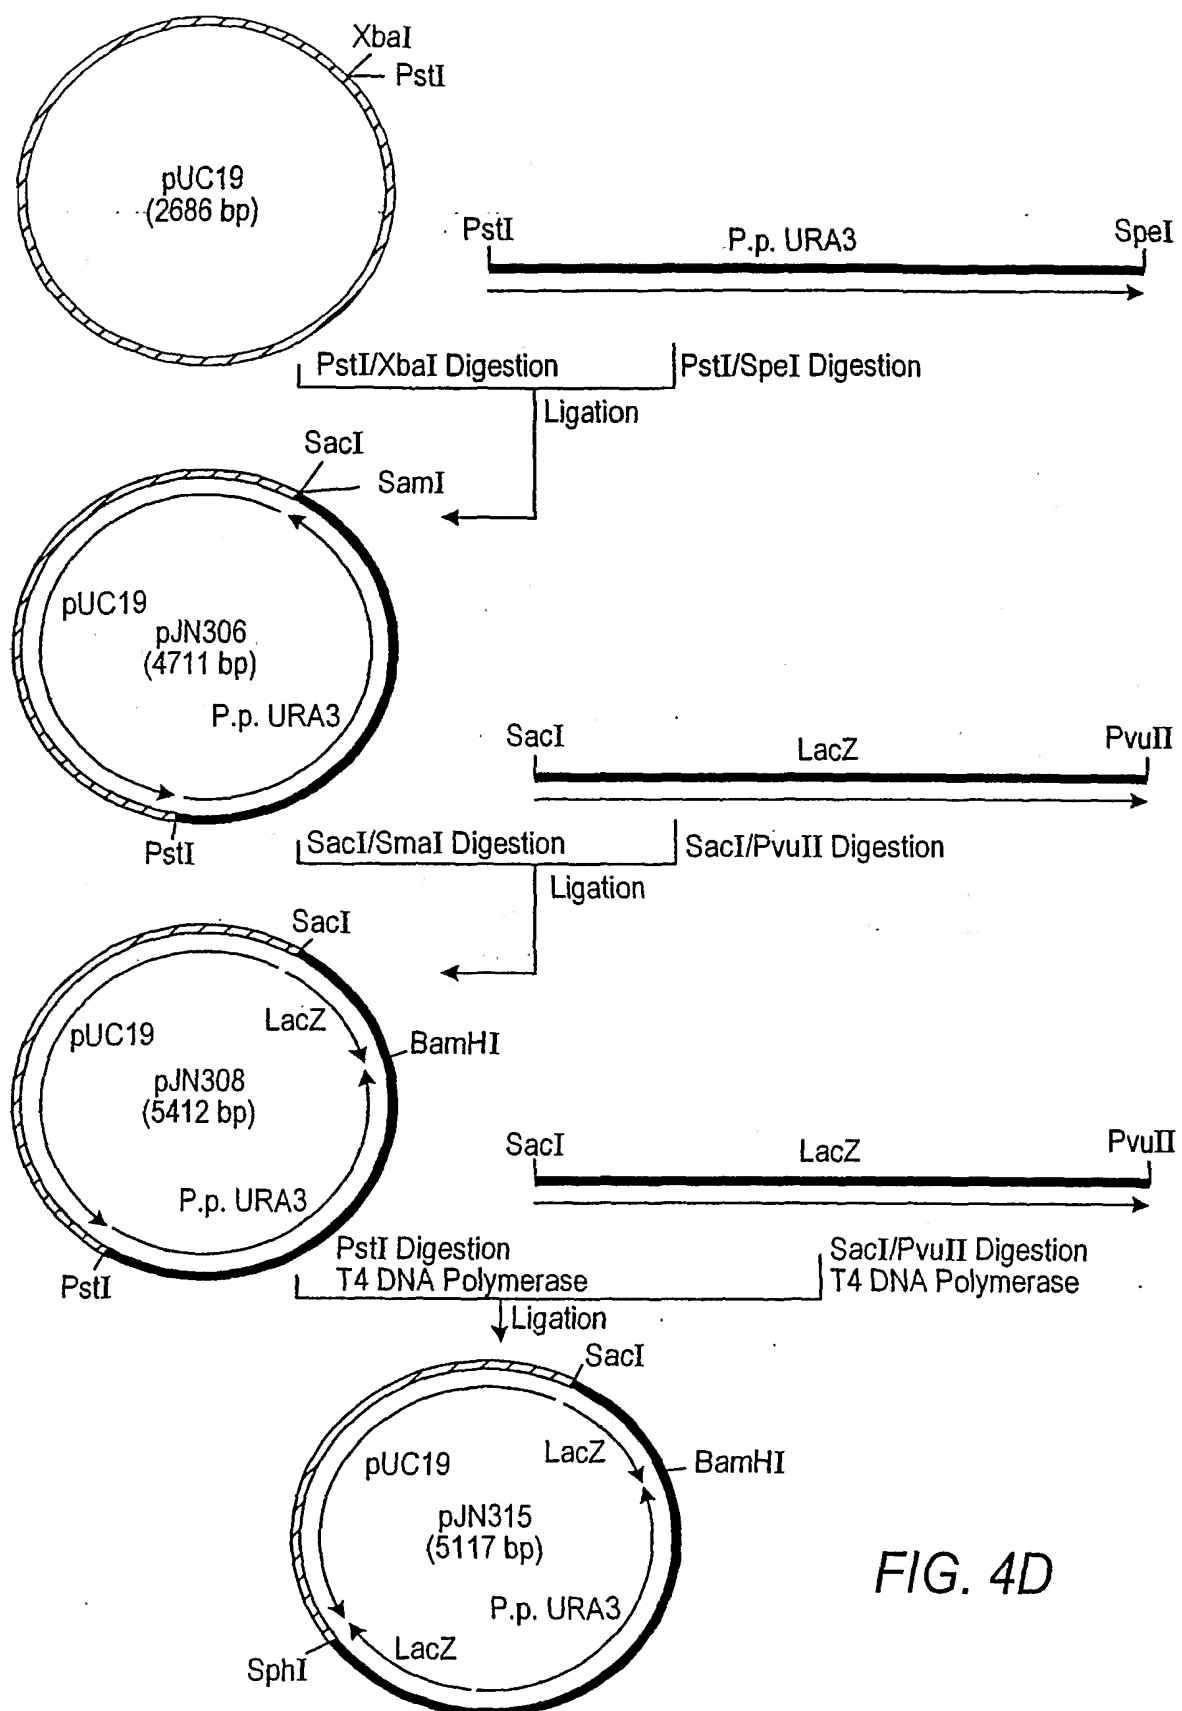 XbaI
PstI
pUC19
(2686 bp)
PstI
P.p. URA3
SpeI
PstI/XbaI Digestion
PstI/SpeI Digestion
Ligation
SacI
SamI
pUC19
pJN306
(4711 bp)
P.p. URA3
PstI
SacI
LacZ
PvuII
SacI/SmaI Digestion
SacI/PvuII Digestion
Ligation
SacI
LacZ
pUC19
BamHI
pJN308
(5412 bp)
P.p. URA3
PstI
SacI
LacZ
PvuII
PstI Digestion
T4 DNA Polymerase
SacI/PvuII Digestion
T4 DNA Polymerase
Ligation
SacI
LacZ
pUC19
BamHI
pJN315
(5117 bp)
P.p. URA3
LacZ
SphI
FIG. 4D